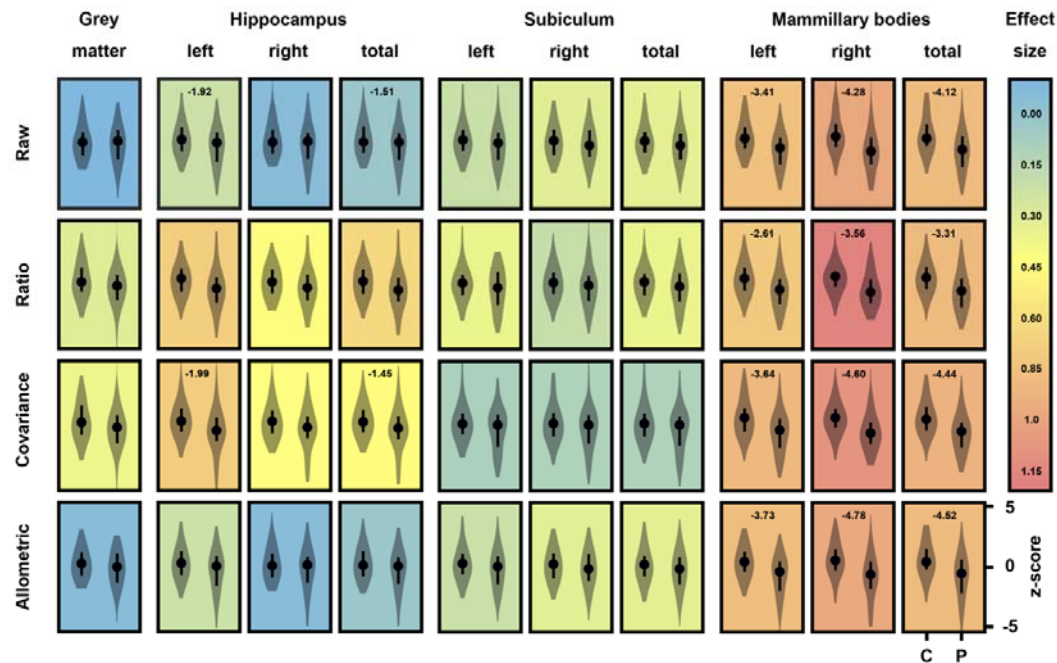 Grey Hippocampus Subiculum Mammillary bodies Effect
matter left right total left right total left right total size
Raw -1.92 -1.51 -3.41 -4.28 -4.12
Ratio -2.61 -3.56 -3.31
Covariance -1.99 -1.45 -3.64 -4.60 -4.44
Allometric -3.73 -4.78 -4.52
0.00
0.15
0.30
0.45
0.60
0.85
1.0
1.15
5
0
-5
z-score
C P